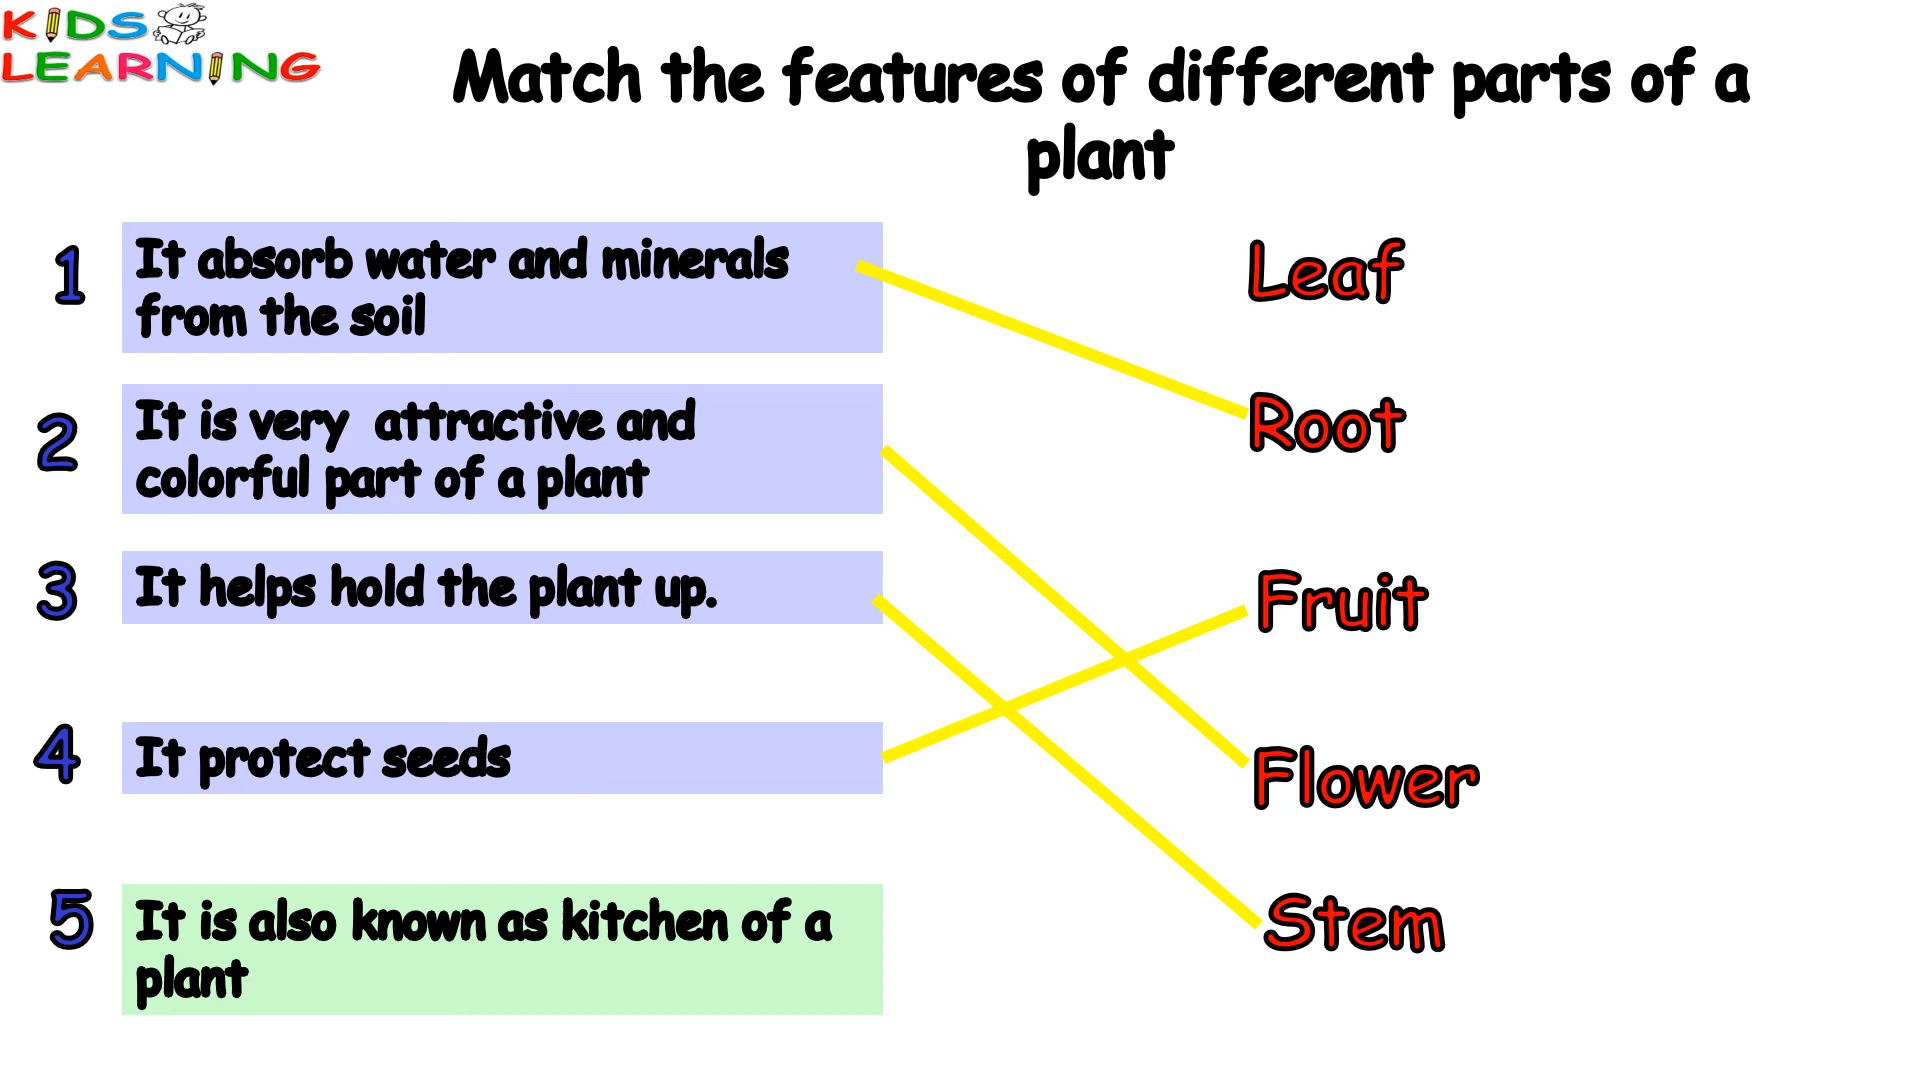 KIDS
LEARNING
Match the features of different parts of a
plant
1
It absorb water and minerals
from the soil
Leaf
2
It is very  attractive and
colorful part of a plant
Root
3
It helps hold the plant up.
Fruit
4
It protect seeds
Flower
5
It is also known as kitchen of a
plant
Stem